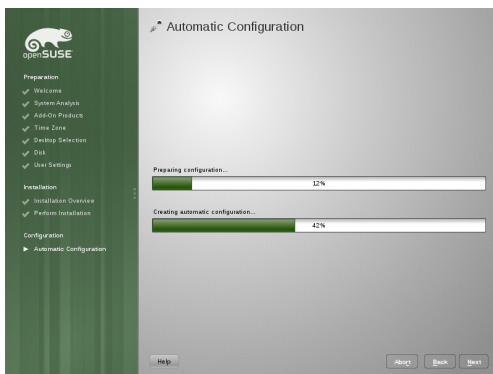 openSUSE
Preparation
Welcome
System Analysis
Add-On Products
Time Zone
Desktop Selection
Disk
User Settings
Installation
Installation Overview
Perform Installation
Configuration
Automatic Configuration
Automatic Configuration
Preparing configuration...
12%
Creating automatic configuration...
42%
Help
Abort
Back
Next